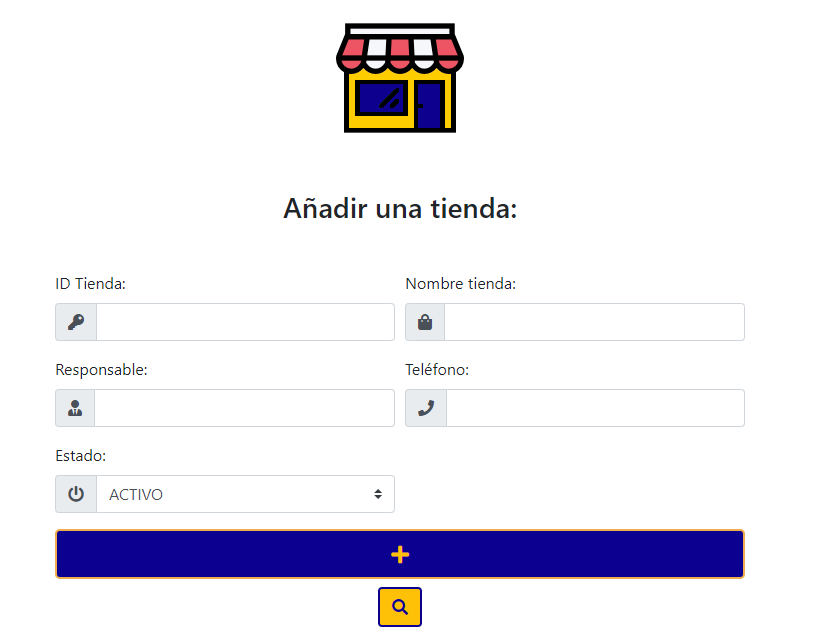 Añadir una tienda:
ID Tienda:
Nombre tienda:
Responsable:
Teléfono:
Estado:
ACTIVO